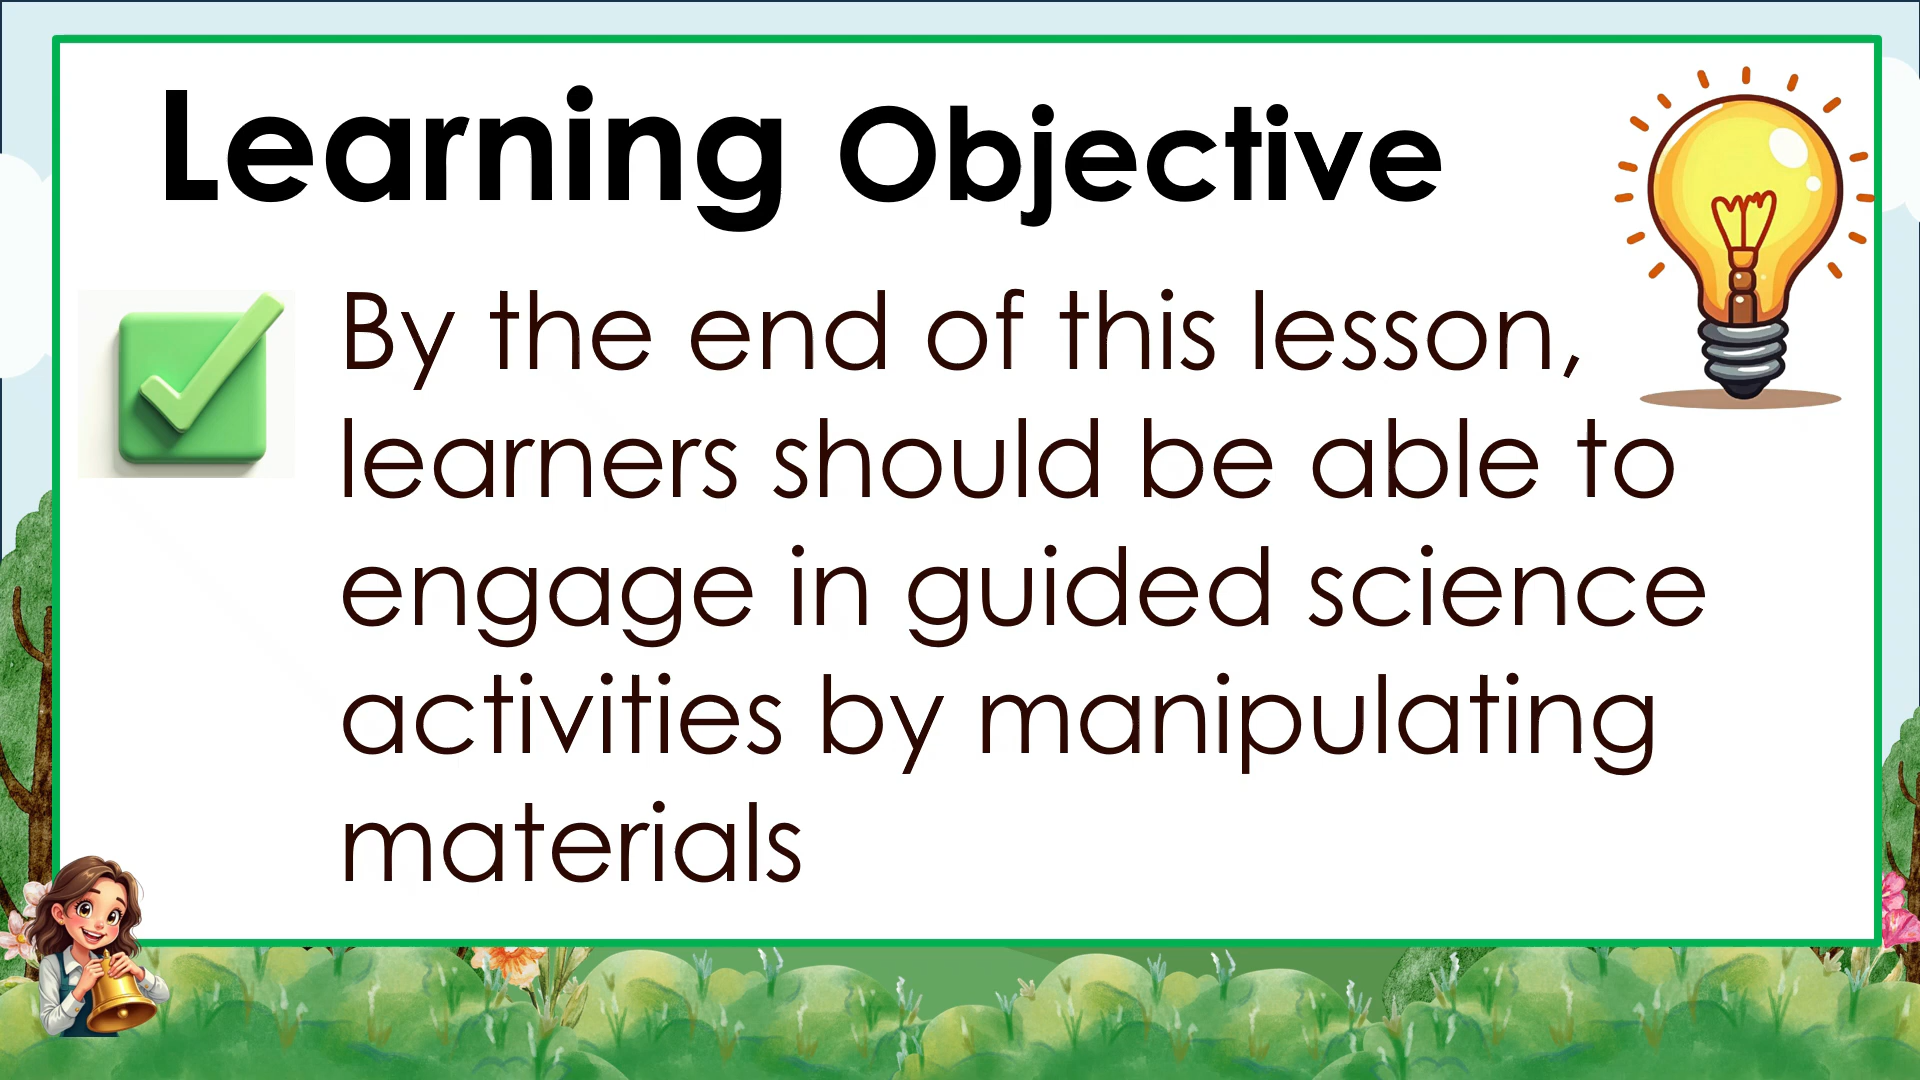 Learning Objective
By the end of this lesson,
learners should be able to
engage in guided science
activities by manipulating
materials